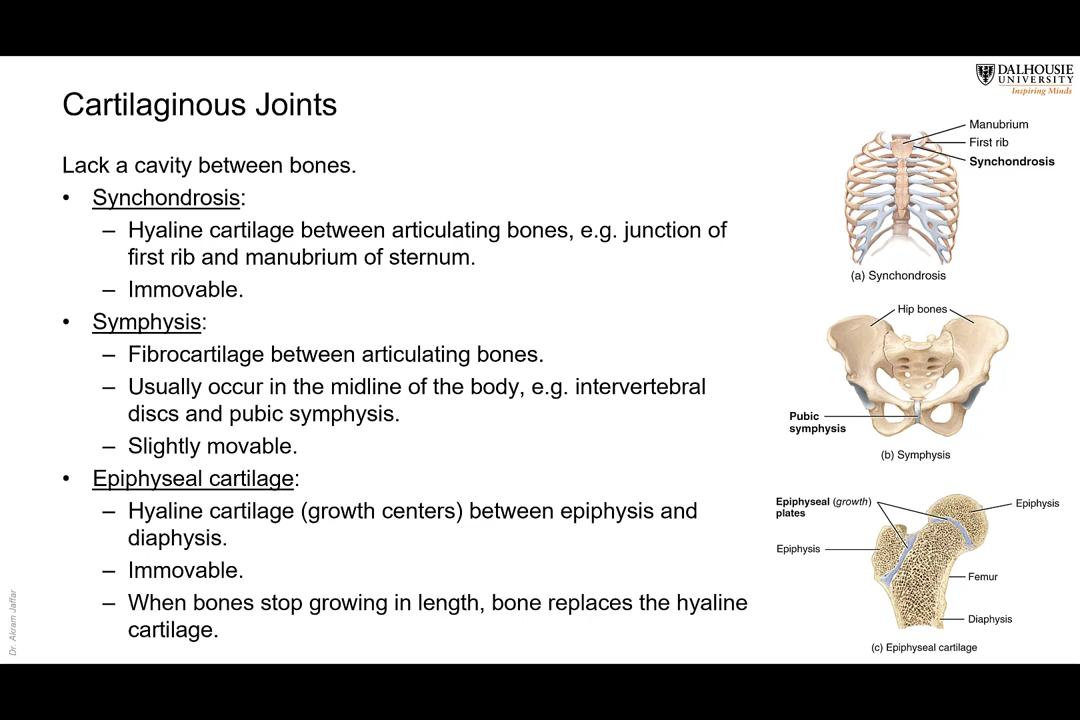 DALHOUSIE
UNIVERSITY
Inspiring Minds
Cartilaginous Joints
Lack a cavity between bones.
• Synchondrosis:
– Hyaline cartilage between articulating bones, e.g. junction of
first rib and manubrium of sternum.
– Immovable.
• Symphysis:
– Fibrocartilage between articulating bones.
– Usually occur in the midline of the body, e.g. intervertebral
discs and pubic symphysis.
– Slightly movable.
• Epiphyseal cartilage:
– Hyaline cartilage (growth centers) between epiphysis and
diaphysis.
– Immovable.
– When bones stop growing in length, bone replaces the hyaline
cartilage.
Manubrium
First rib
Synchondrosis
(a) Synchondrosis
Hip bones
Pubic
symphysis
(b) Symphysis
Epiphyseal (growth)
plates
Epiphysis
Epiphysis
Femur
Diaphysis
(c) Epiphyseal cartilage
Dr. Akram Jaffar